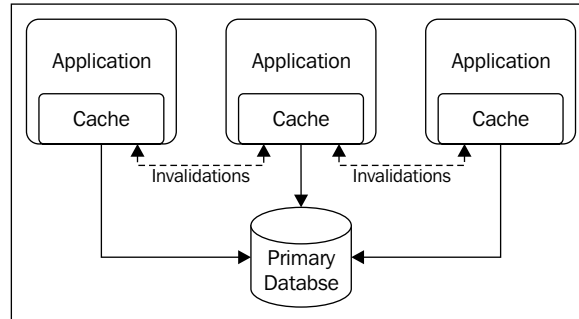 Application
Application
Application
Cache
Cache
Cache
Invalidations
Invalidations
Primary
Databse